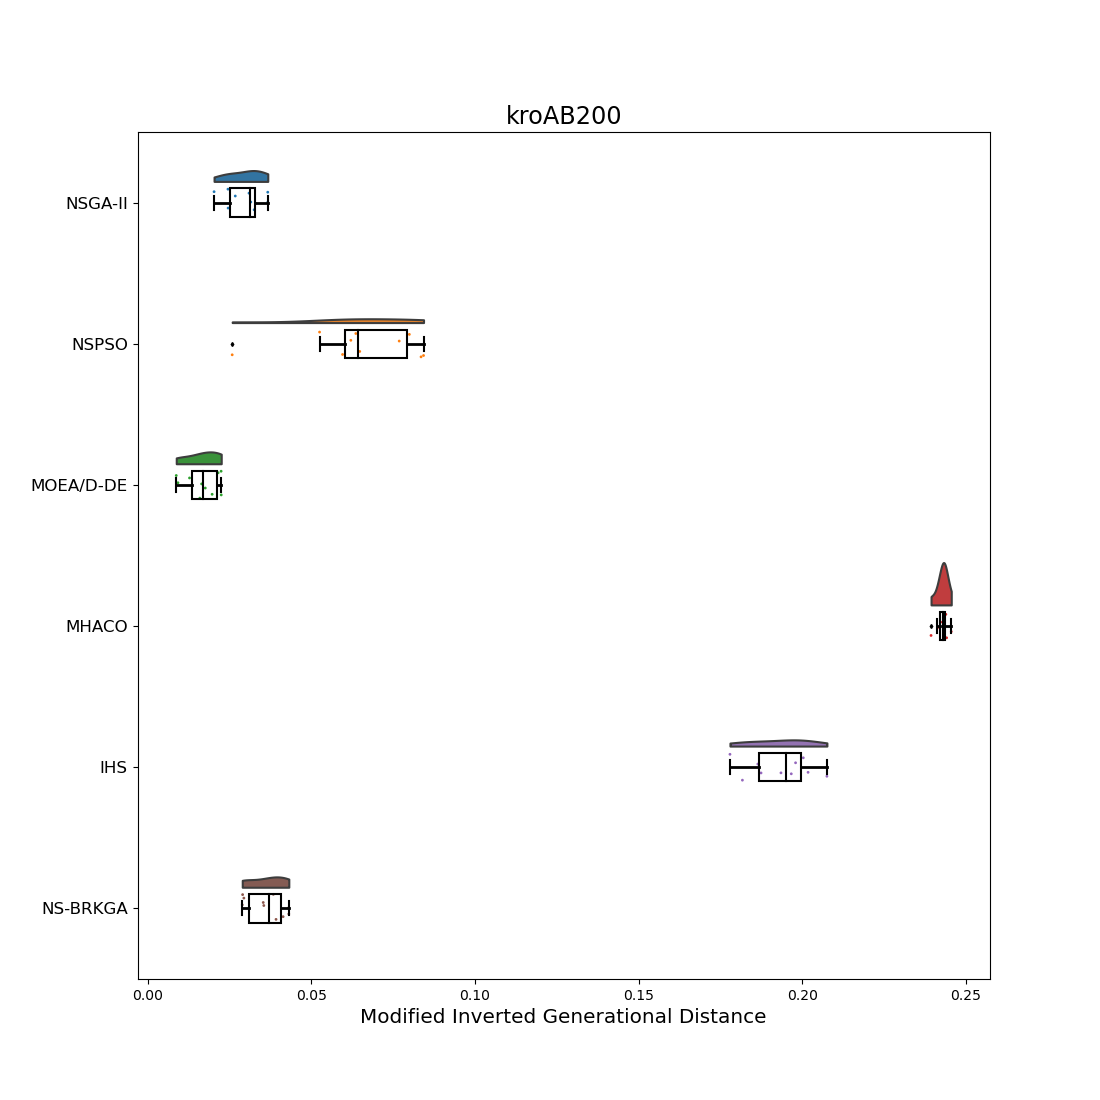 kroAB200
NSGA-II
NSPSO
MOEA/D-DE
MHACO
IHS
NS-BRKGA
0.00 0.05 0.10 0.15 0.20 0.25
Modified Inverted Generational Distance